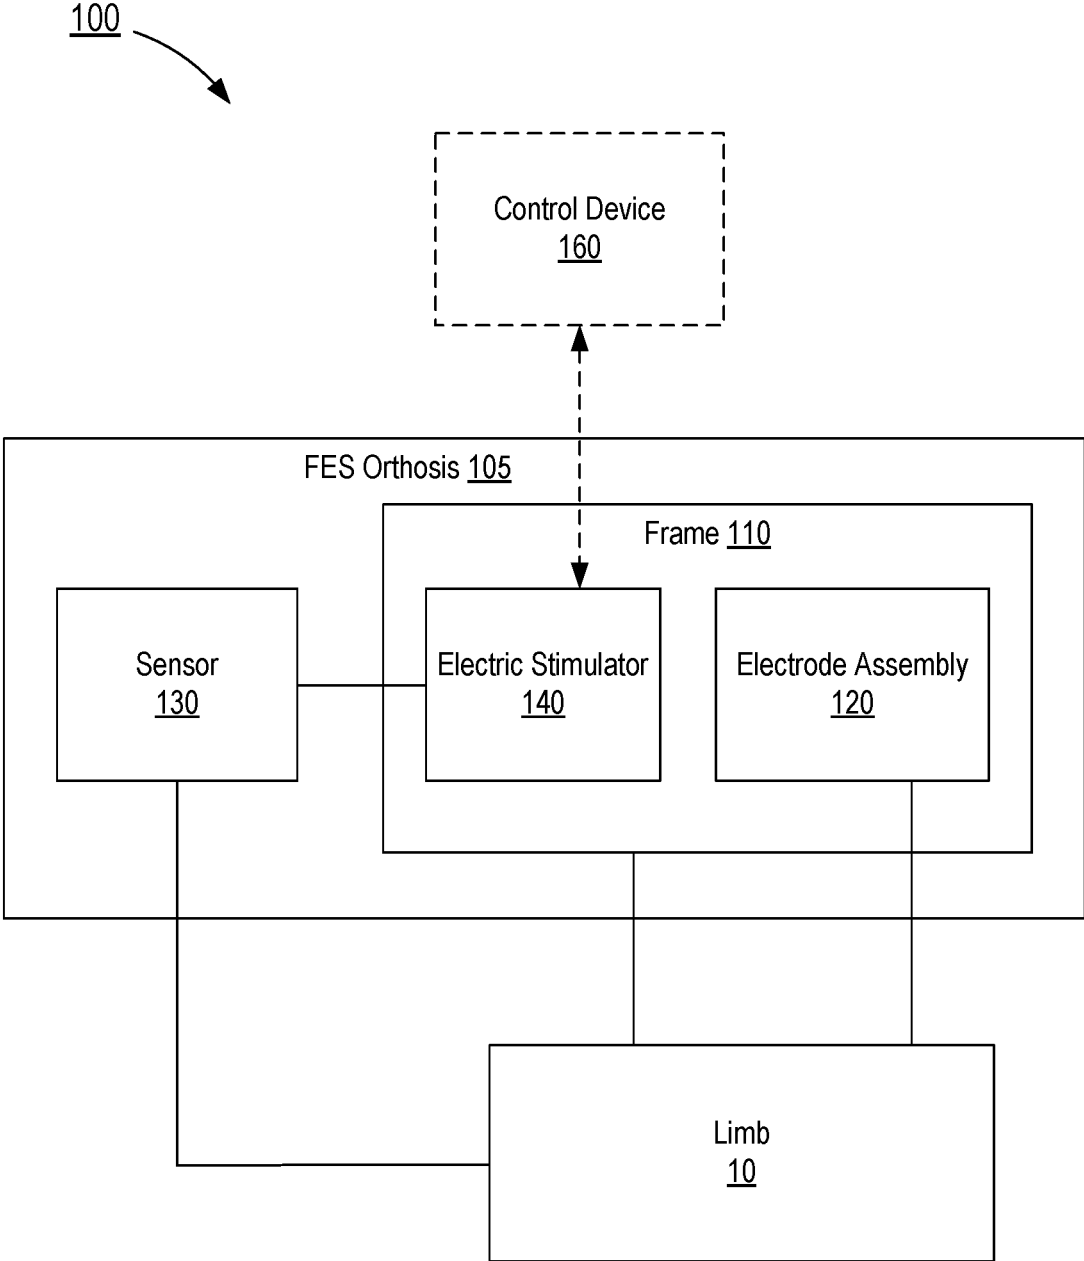 100
Control Device
160
FES Orthosis 105
Frame 110
Sensor
130
Electric Stimulator
140
Electrode Assembly
120
Limb
10